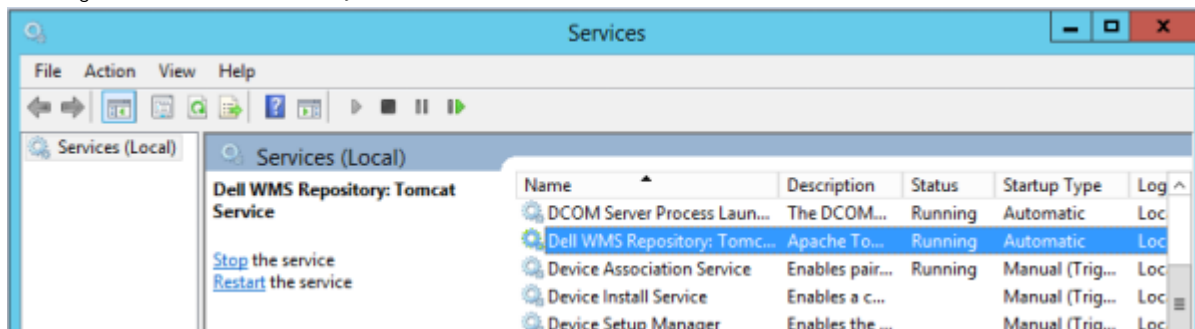 Services
File Action View Help
Services (Local)
Services (Local)
Dell WMS Repository: Tomcat
Service
Stop the service
Restart the service
Name Description Status Startup Type Log
DCOM Server Process Laun... The DCOM... Running Automatic Loc
Dell WMS Repository: Tomc... Apache To... Running Automatic Loc
Device Association Service Enables pair... Running Manual (Trig... Loc
Device Install Service Enables a c... Manual (Trig... Loc
Device Setup Manager Enables the ... Manual (Trig... Loc